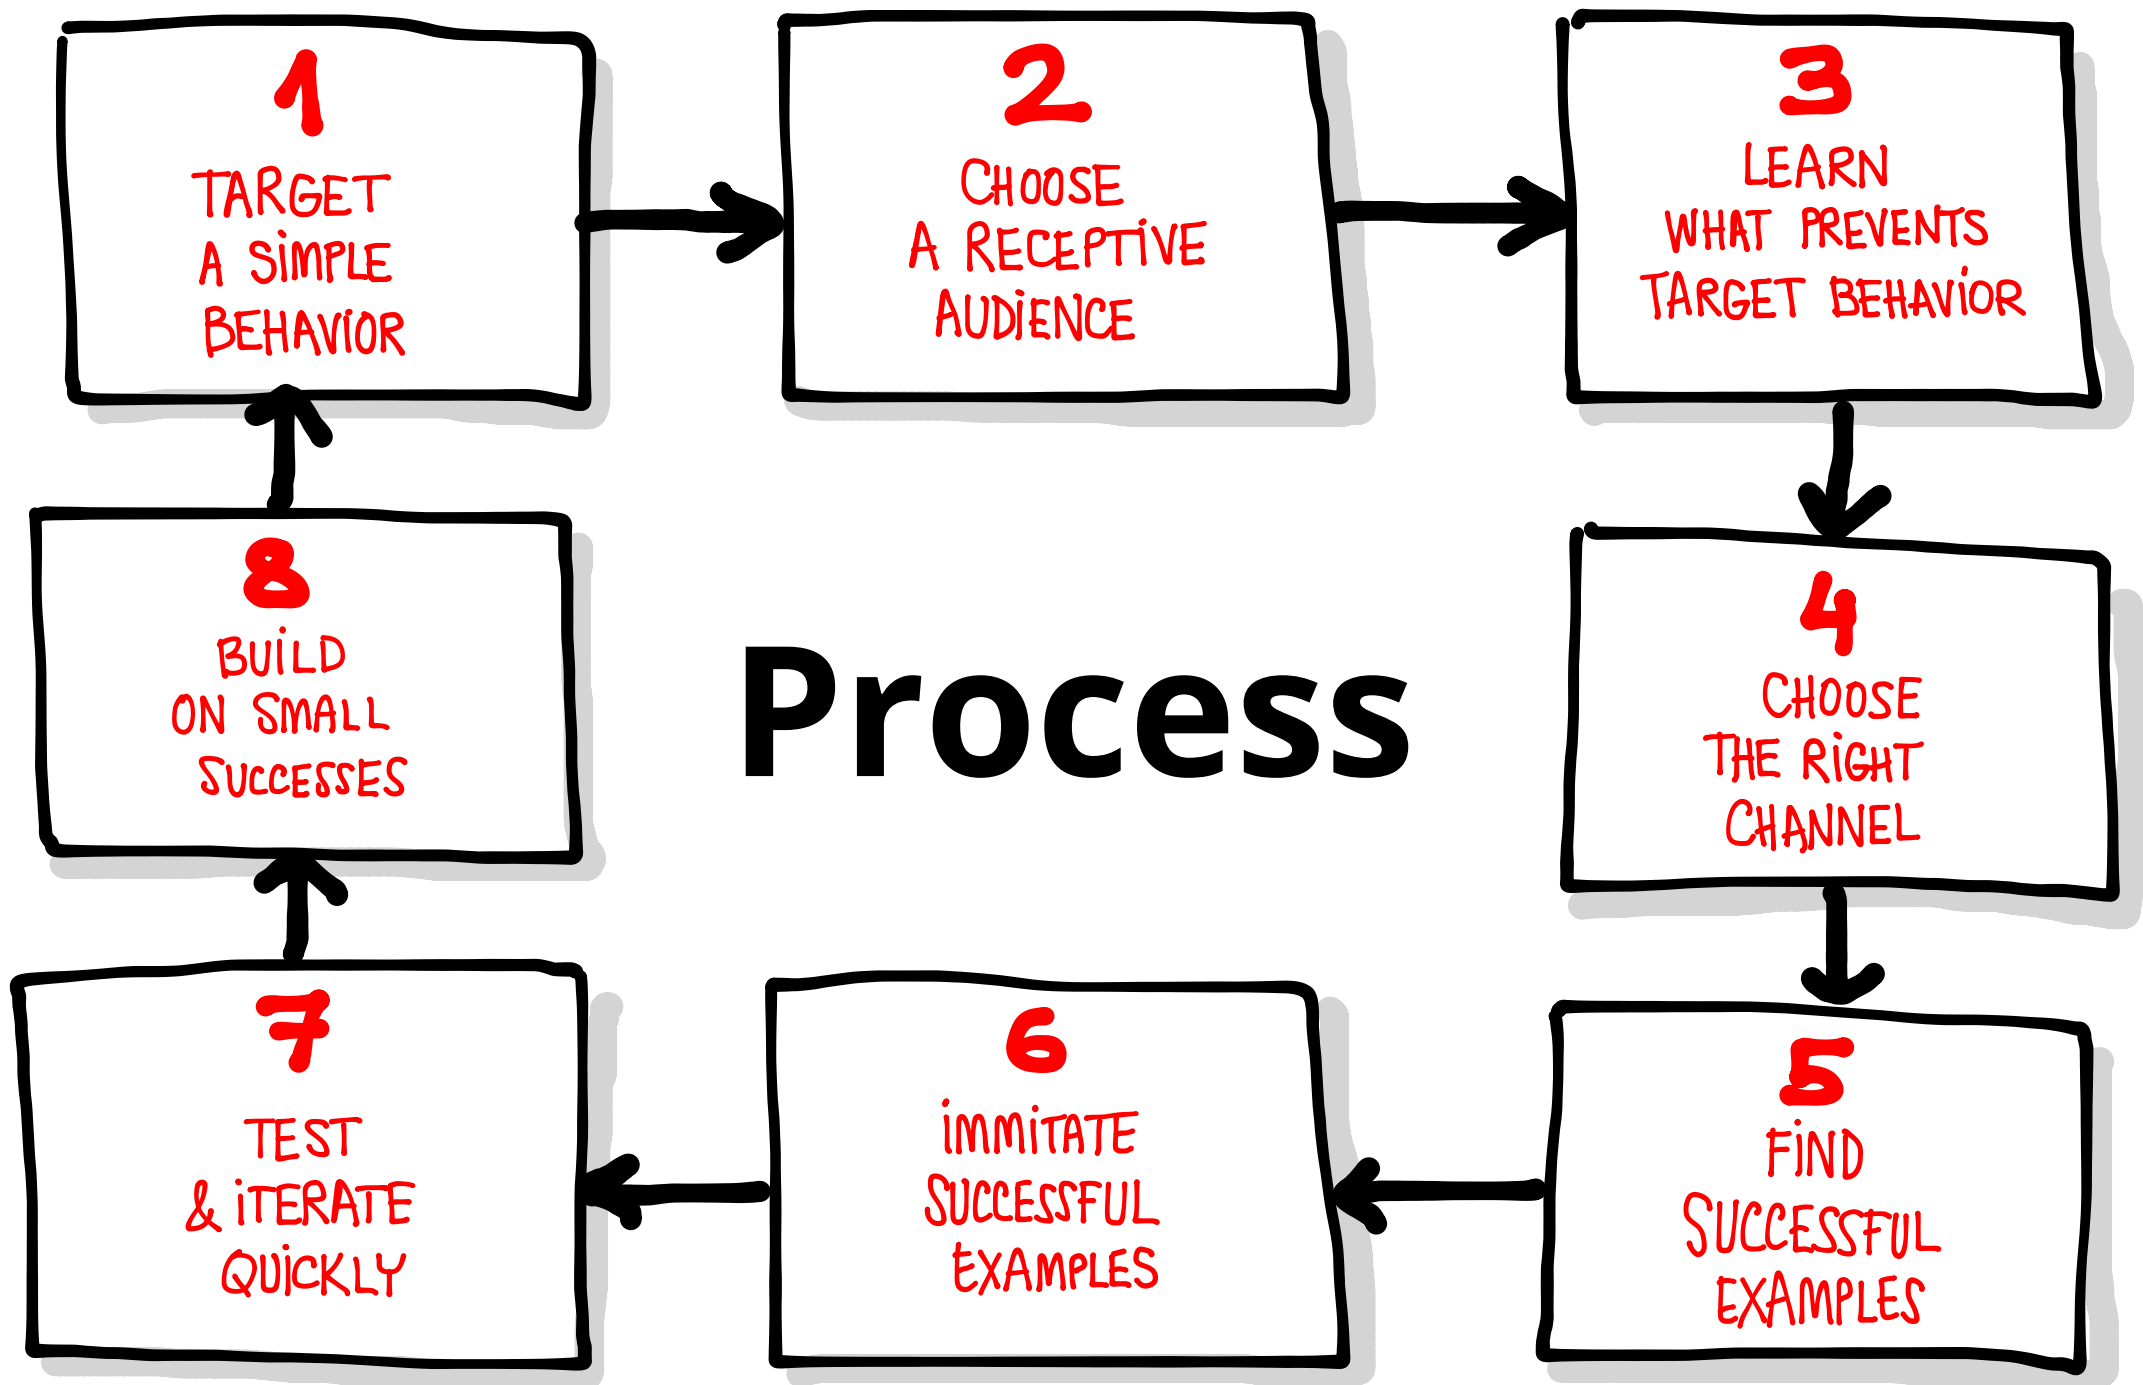 1
TARGET
A SiMPLE
BEHAViOR
2
CHOOSE
A RECEPTiVE
AUDiENCE
3
LEARN
WHAT PREVENTS
TARGET BEHAViOR
4
CHOOSE
THE RiGHT
CHANNEL
5
FiND
SUCCESSFUL
EXAMPLES
6
iMMiTATE
SUCCESSFUL
EXAMPLES
7
TEST
& iTERATE
QUiCKLY
8
BUiLD
ON SMALL
SUCCESSES
Process